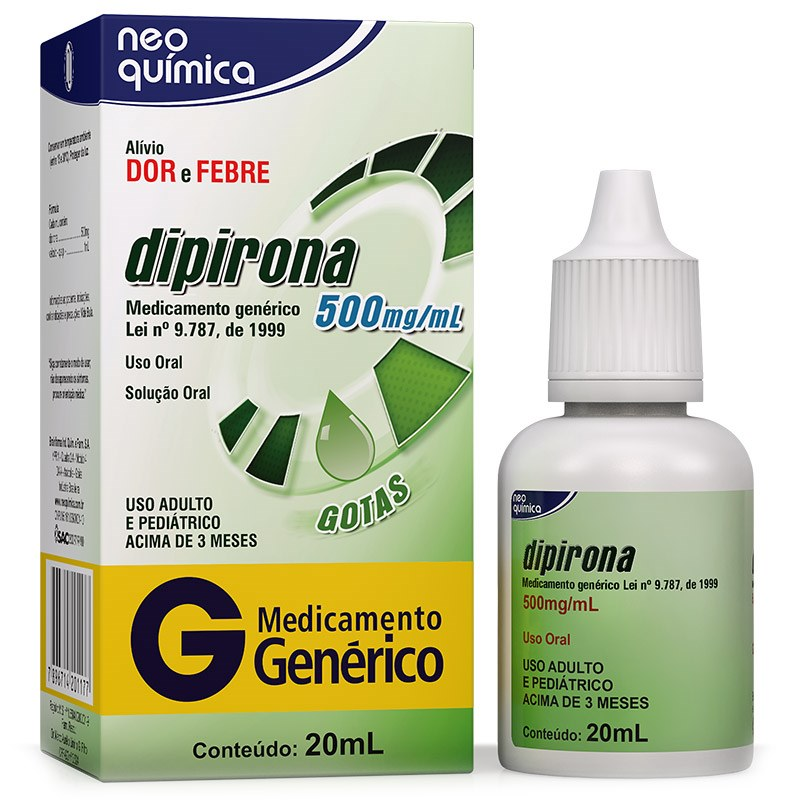 neo
química
Alívio
DOR e FEBRE
dipirona
500mg/mL
Medicamento genérico
Lei nº 9.787, de 1999
Uso Oral
Solução Oral
GOTAS
USO ADULTO
E PEDIÁTRICO
ACIMA DE 3 MESES
G Medicamento
Genérico
Conteúdo: 20mL
7896714201177
neo
química
dipirona
Medicamento genérico Lei nº 9.787, de 1999
500mg/mL
Uso Oral
USO ADULTO
E PEDIÁTRICO
ACIMA DE 3 MESES
Conteúdo: 20mL